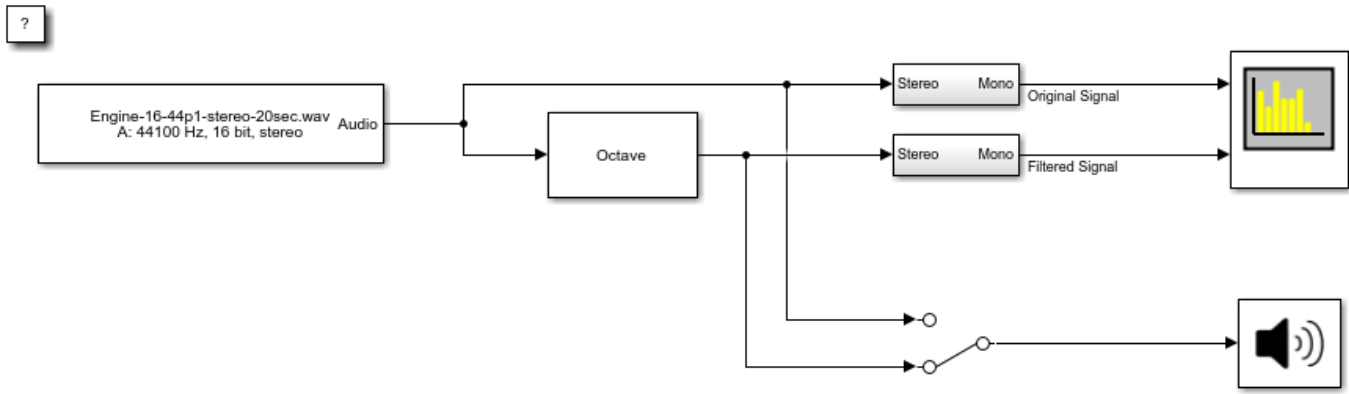 ?
Engine-16-44p1-stereo-20sec.wav
A: 44100 Hz, 16 bit, stereo
Audio
Octave
Stereo Mono
Original Signal
Stereo Mono
Filtered Signal